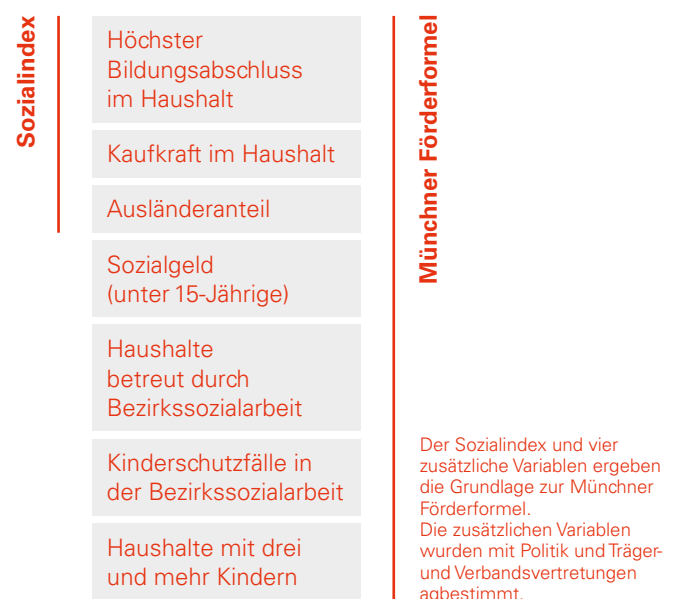 Sozialindex
Höchster
Bildungsabschluss
im Haushalt
Kaufkraft im Haushalt
Ausländeranteil
Sozialgeld
(unter 15-Jährige)
Haushalte
betreut durch
Bezirkssozialarbeit
Kinderschutzfälle in
der Bezirkssozialarbeit
Haushalte mit drei
und mehr Kindern
Münchner Förderformel
Der Sozialindex und vier
zusätzliche Variablen ergeben
die Grundlage zur Münchner
Förderformel.
Die zusätzlichen Variablen
wurden mit Politik und Träger-
und Verbandsvertretungen
agbestimmt.